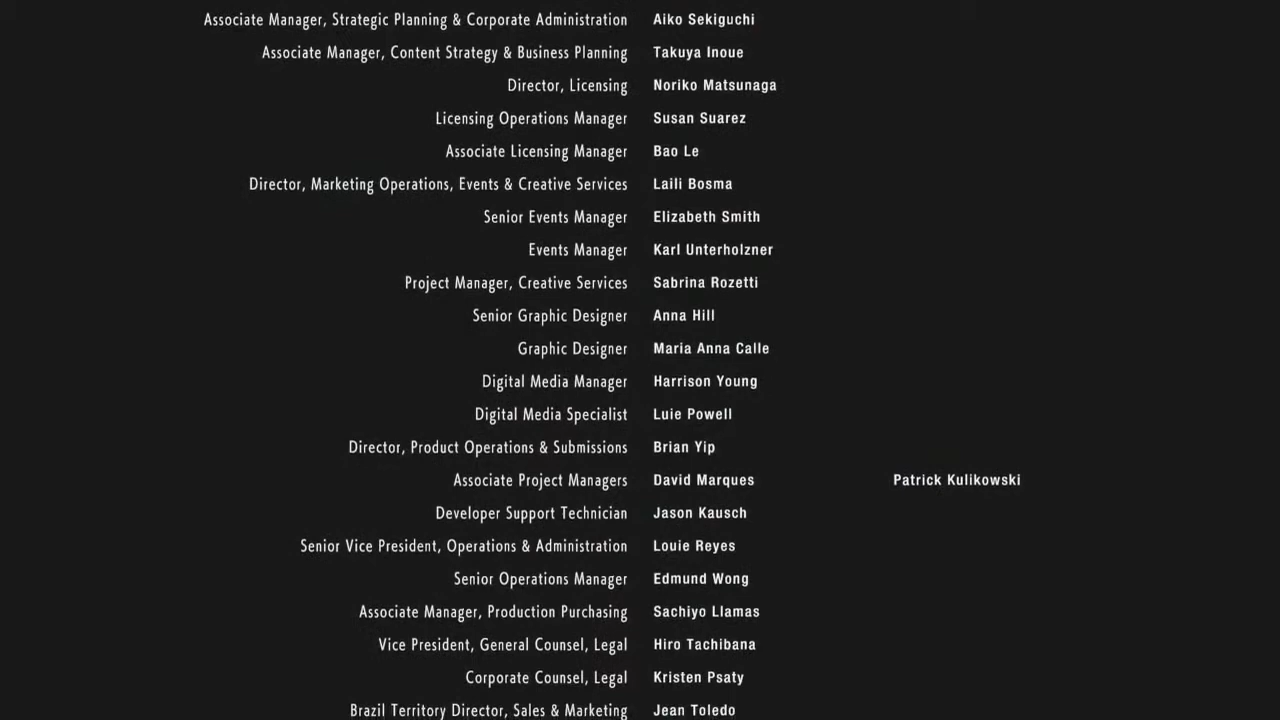 Associate Manager, Strategic Planning & Corporate Administration Aiko Sekiguchi
Associate Manager, Content Strategy & Business Planning Takuya Inoue
Director, Licensing Noriko Matsunaga
Licensing Operations Manager Susan Suarez
Associate Licensing Manager Bao Le
Director, Marketing Operations, Events & Creative Services Laili Bosma
Senior Events Manager Elizabeth Smith
Events Manager Karl Unterholzner
Project Manager, Creative Services Sabrina Rozetti
Senior Graphic Designer Anna Hill
Graphic Designer Maria Anna Calle
Digital Media Manager Harrison Young
Digital Media Specialist Luie Powell
Director, Product Operations & Submissions Brian Yip
Associate Project Managers David Marques Patrick Kulikowski
Developer Support Technician Jason Kausch
Senior Vice President, Operations & Administration Louie Reyes
Senior Operations Manager Edmund Wong
Associate Manager, Production Purchasing Sachiyo Llamas
Vice President, General Counsel, Legal Hiro Tachibana
Corporate Counsel, Legal Kristen Psaty
Brazil Territory Director, Sales & Marketing Jean Toledo